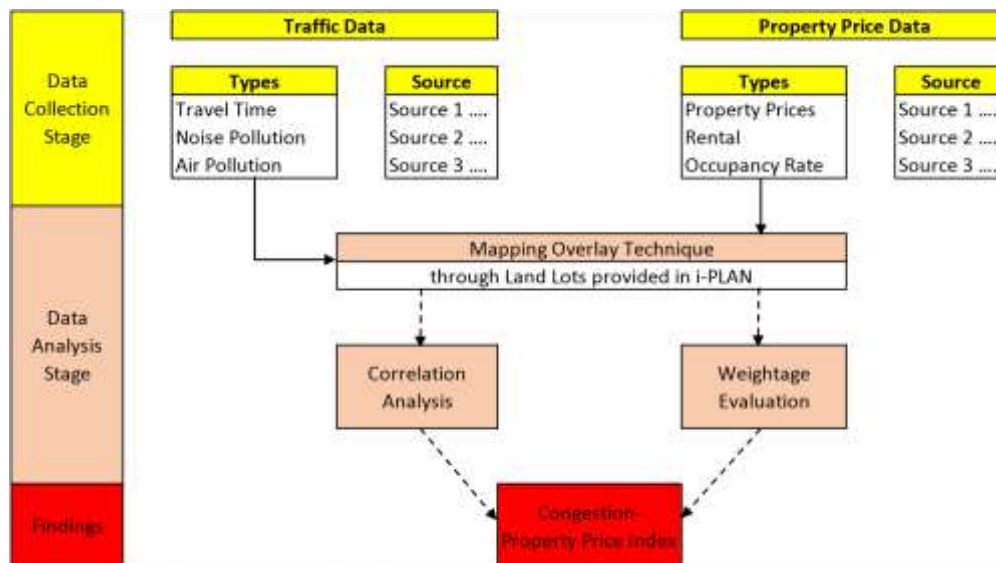 Data
Collection
Stage
Traffic Data
Property Price Data
Types
Travel Time
Noise Pollution
Air Pollution
Source
Source 1 ....
Source 2 ....
Source 3 ....
Types
Property Prices
Rental
Occupancy Rate
Source
Source 1 ....
Source 2 ....
Source 3 ....
Data
Analysis
Stage
Mapping Overlay Technique
through Land Lots provided in i-PLAN
Correlation
Analysis
Weightage
Evaluation
Findings
Congestion-
Property Price Index